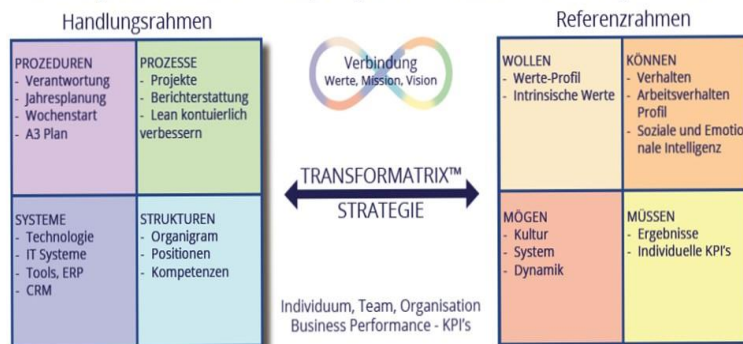 Handlungsrahmen
PROZEDUREN
- Verantwortung
- Jahresplanung
- Wochenstart
- A3 Plan
PROZESSE
- Projekte
- Berichterstattung
- Lean kontuierlich
verbessern
SYSTEME
- Technologie
- IT Systeme
- Tools, ERP
- CRM
STRUKTUREN
- Organigram
- Positionen
- Kompetenzen
Verbindung
Werte, Mission, Vision
TRANSFORMATRIX™
STRATEGIE
Individuum, Team, Organisation
Business Performance - KPI's
Referenzrahmen
WOLLEN
- Werte-Profil
- Intrinsische Werte
KÖNNEN
- Verhalten
- Arbeitsverhalten
Profil
- Soziale und Emotio
nale Intelligenz
MÖGEN
- Kultur
- System
- Dynamik
MÜSSEN
- Ergebnisse
- Individuelle KPI's